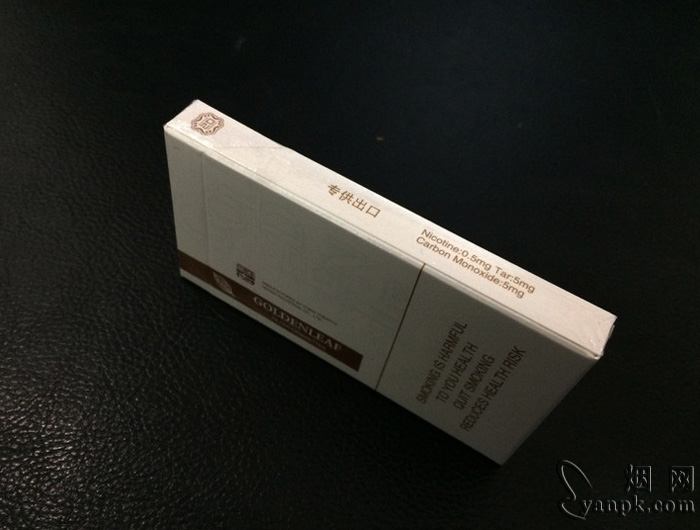 专供出口
Nicotine:0.5mg Tar:5mg
Carbon Monoxide:5mg
GOLDENLEAF
SMOKING IS HARMFUL
TO YOU HEALTH
QUIT SMOKING
REDUCES HEALTH RISK
烟网
yanpk.com